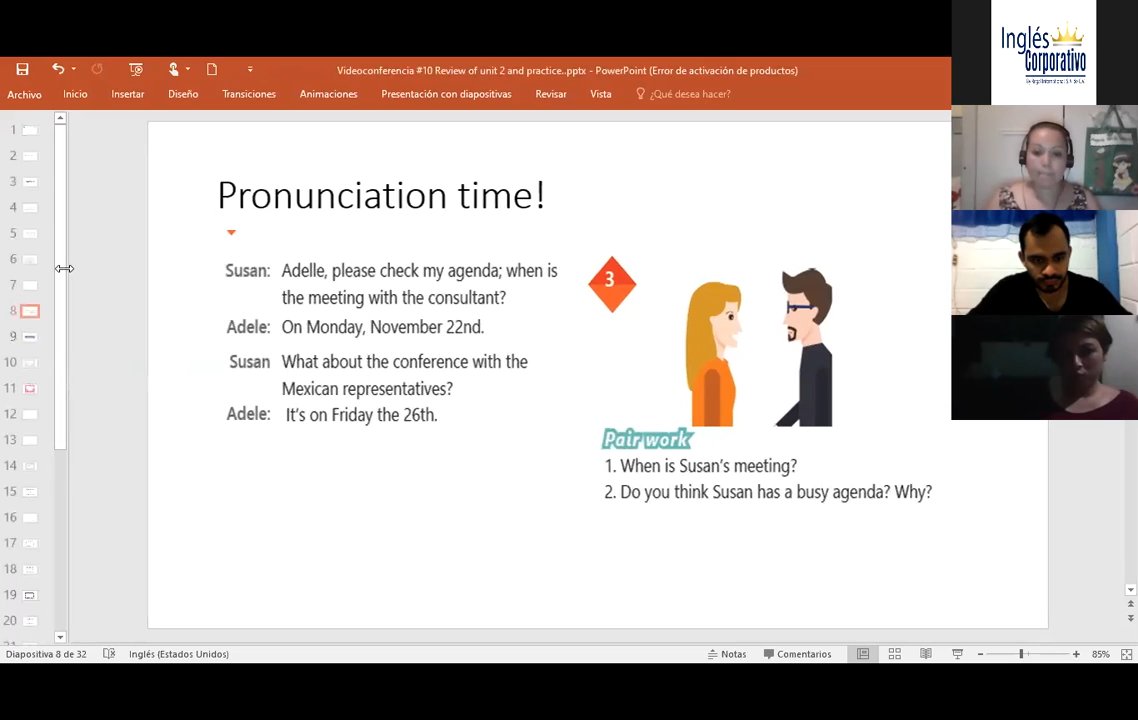 Videoconferencia #10 Review of unit 2 and practice..pptx - PowerPoint (Error de activación de productos)
Archivo Inicio Insertar Diseño Transiciones Animaciones Presentación con diapositivas Revisar Vista ¿Qué desea hacer?
Inglés
Corporativo
1
2
3
4
5
6
7
8
9
10
11
12
13
14
15
16
17
18
19
20
Pronunciation time!
Susan: Adelle, please check my agenda; when is
the meeting with the consultant?
Adele: On Monday, November 22nd.
Susan What about the conference with the
Mexican representatives?
Adele: It's on Friday the 26th.
3
Pair work
1. When is Susan's meeting?
2. Do you think Susan has a busy agenda? Why?
Diapositiva 8 de 32 Inglés (Estados Unidos) Notas Comentarios 85%